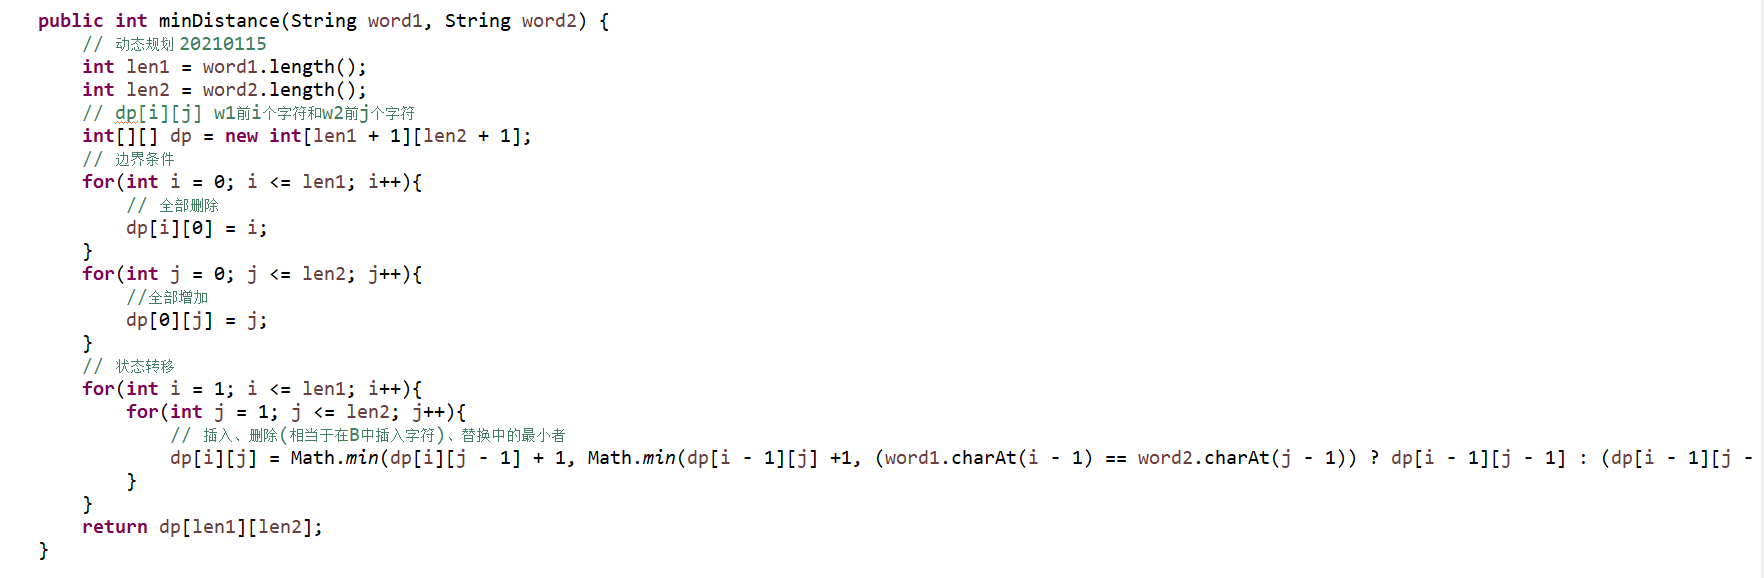 public int minDistance(String word1, String word2) {
// 动态规划 20210115
int len1 = word1.length();
int len2 = word2.length();
// dp[i][j] w1前i个字符和w2前j个字符
int[][] dp = new int[len1 + 1][len2 + 1];
// 边界条件
for(int i = 0; i <= len1; i++){
// 全部删除
dp[i][0] = i;
}
for(int j = 0; j <= len2; j++){
//全部增加
dp[0][j] = j;
}
// 状态转移
for(int i = 1; i <= len1; i++){
for(int j = 1; j <= len2; j++){
// 插入、删除(相当于在B中插入字符)、替换中的最小者
dp[i][j] = Math.min(dp[i][j - 1] + 1, Math.min(dp[i - 1][j] +1, (word1.charAt(i - 1) == word2.charAt(j - 1)) ? dp[i - 1][j - 1] : (dp[i - 1][j -
}
}
return dp[len1][len2];
}